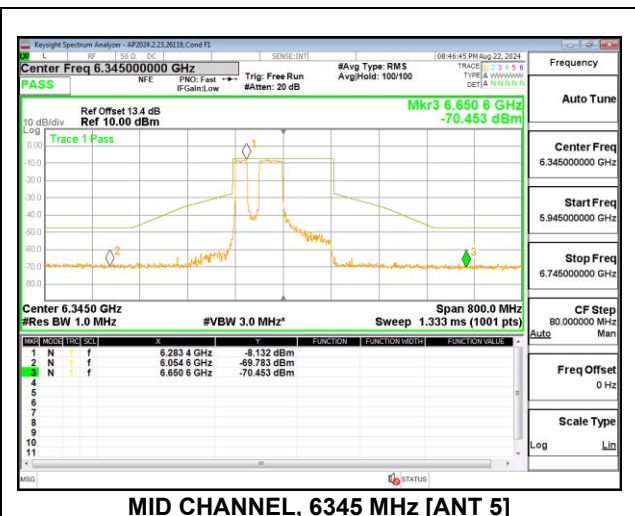 Keysight Spectrum Analyzer - AP2024.2.23,26118,Cond F1
L RF 50 Ω DC SENSE:INT 08:46:45 PM Aug 22, 2024
Center Freq 6.345000000 GHz #Avg Type: RMS TRACE 1 2 3 4 5 6
PASS NFE PNO: Fast Trig: Free Run Avg|Hold: 100/100 TYPE A WWWWW
IFGain:Low #Atten: 20 dB DET A N N N N N
Frequency
Auto Tune
Center Freq
6.345000000 GHz
Start Freq
5.945000000 GHz
Stop Freq
6.745000000 GHz
CF Step
80.000000 MHz
Auto Man
Freq Offset
0 Hz
Scale Type
Log Lin
Ref Offset 13.4 dB Mkr3 6.650 6 GHz
10 dB/div Ref 10.00 dBm -70.453 dBm
Log
Trace 1 Pass
0.00
-10.0
-20.0
-30.0
-40.0
-50.0
-60.0
-70.0
-80.0
1
2
3
Center 6.3450 GHz Span 800.0 MHz
#Res BW 1.0 MHz #VBW 3.0 MHz* Sweep 1.333 ms (1001 pts)
MKR MODE TRC SCL X Y FUNCTION FUNCTION WIDTH FUNCTION VALUE
1 N 1 f 6.283 4 GHz -8.132 dBm
2 N 1 f 6.054 6 GHz -69.783 dBm
3 N 1 f 6.650 6 GHz -70.453 dBm
4
5
6
7
8
9
10
11
MSG STATUS
MID CHANNEL, 6345 MHz [ANT 5]